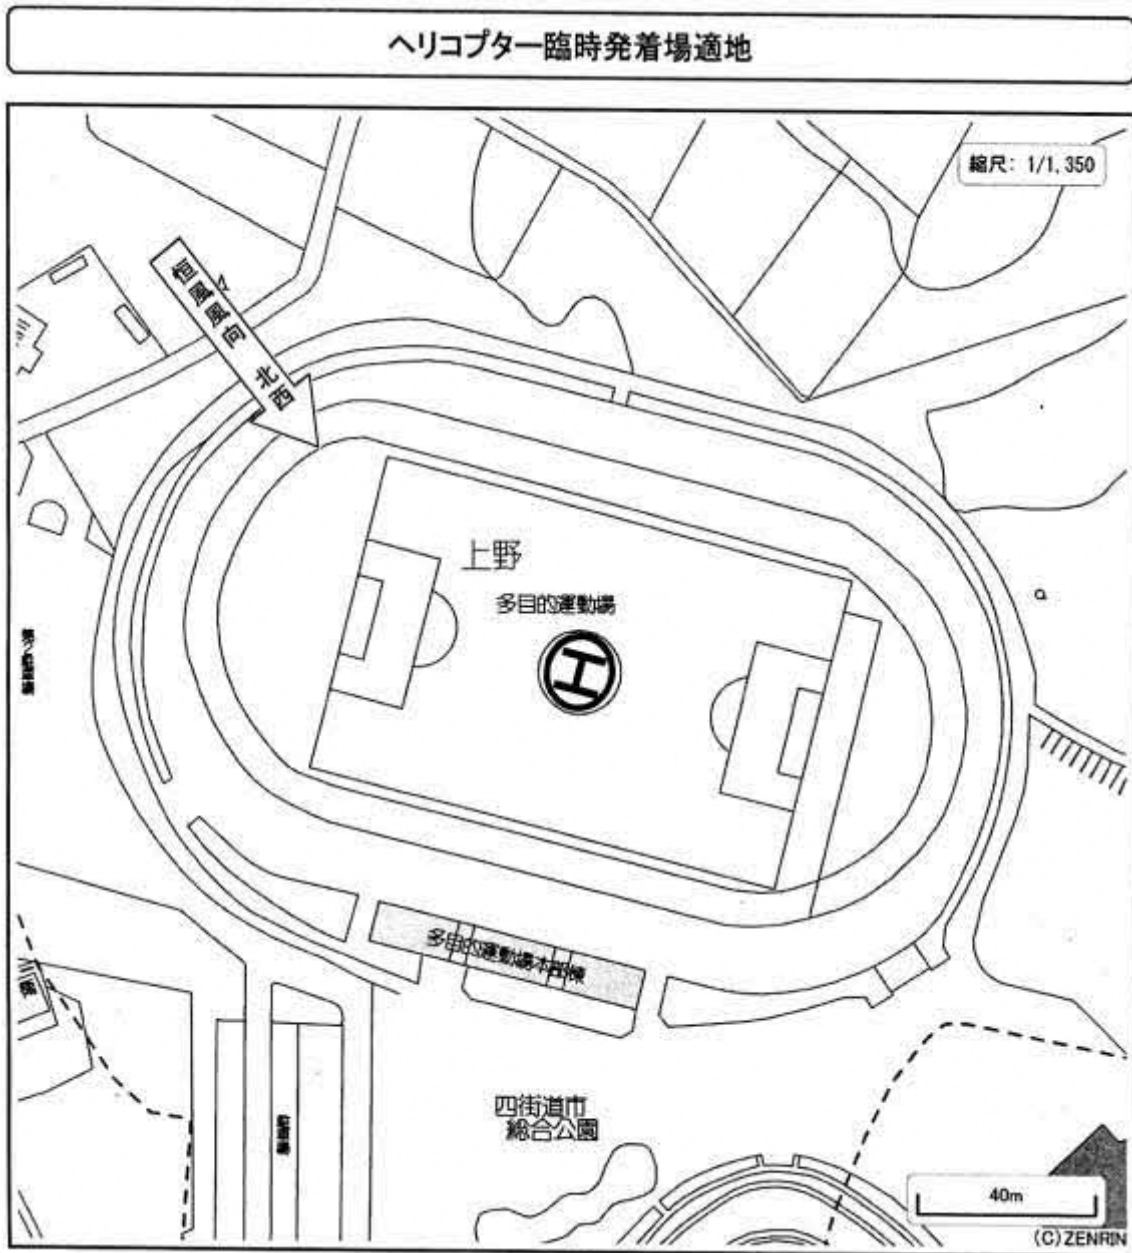 ヘリコプター臨時発着場適地
縮尺: 1/1,350
恒風風向 北西
上野
多目的運動場
H
多目的運動場本部棟
四街道市
総合公園
40m
(C)ZENRIN